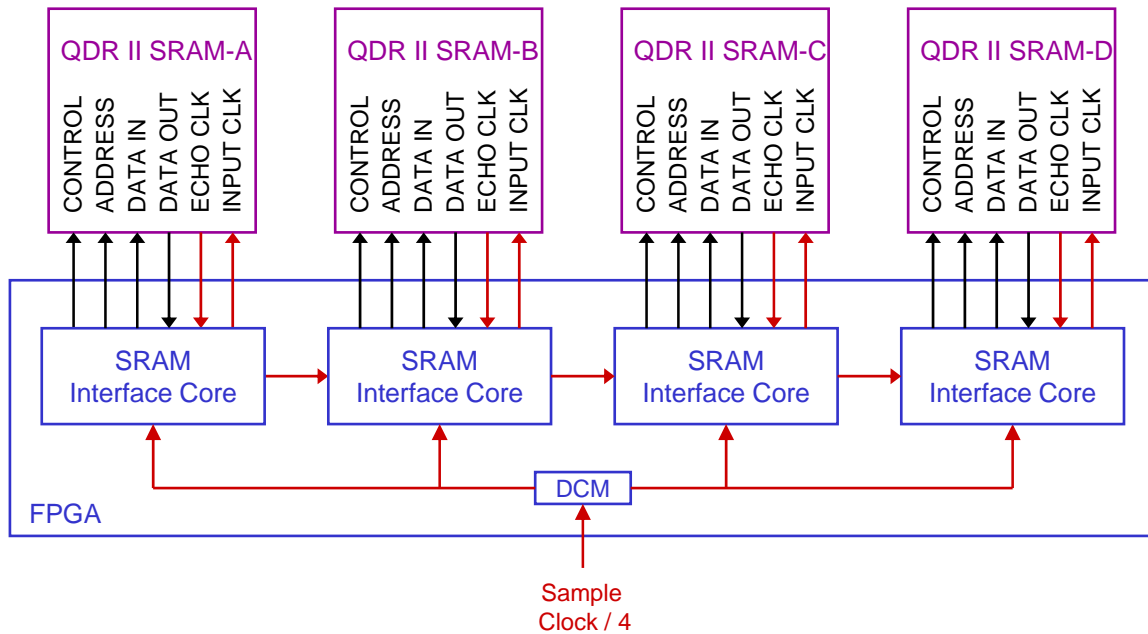 QDR II SRAM-A
CONTROL
ADDRESS
DATA IN
DATA OUT
ECHO CLK
INPUT CLK
QDR II SRAM-B
CONTROL
ADDRESS
DATA IN
DATA OUT
ECHO CLK
INPUT CLK
QDR II SRAM-C
CONTROL
ADDRESS
DATA IN
DATA OUT
ECHO CLK
INPUT CLK
QDR II SRAM-D
CONTROL
ADDRESS
DATA IN
DATA OUT
ECHO CLK
INPUT CLK
SRAM
Interface Core
SRAM
Interface Core
SRAM
Interface Core
SRAM
Interface Core
DCM
FPGA
Sample
Clock / 4